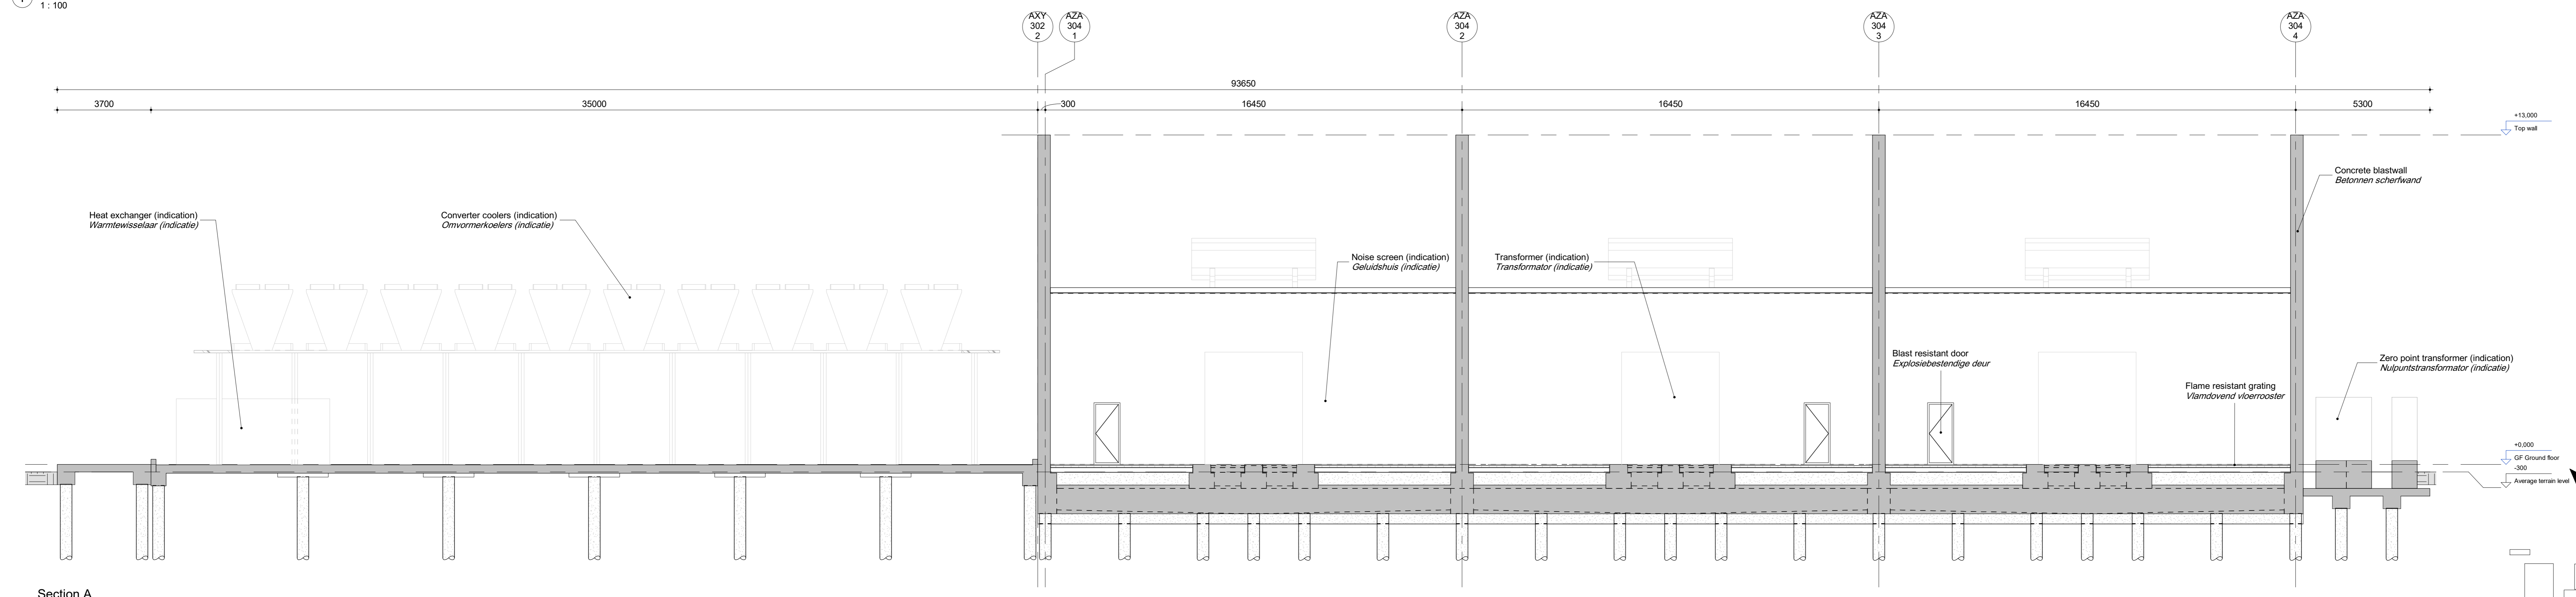 1 : 100
AXY
302
2
AZA
304
1
AZA
304
2
AZA
304
3
AZA
304
4
93650
3700
35000
300
16450
16450
16450
5300
+13,000
Top wall
Concrete blastwall
Betonnen scherfwand
Heat exchanger (indication)
Warmtewisselaar (indicatie)
Converter coolers (indication)
Omvormerkoelers (indicatie)
Noise screen (indication)
Geluidshuis (indicatie)
Transformer (indication)
Transformator (indicatie)
Blast resistant door
Explosiebestendige deur
Flame resistant grating
Vlamdovend vloerrooster
Zero point transformer (indication)
Nulpuntstransformator (indicatie)
+0,000
GF Ground floor
-300
Average terrain level
Section A